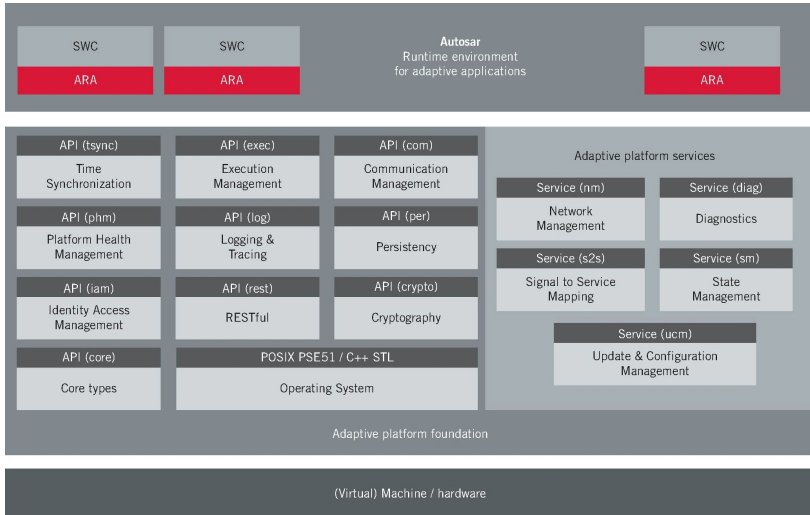 SWC
ARA
SWC
ARA
Autosar
Runtime environment
for adaptive applications
SWC
ARA
API (tsync)
Time
Synchronization
API (exec)
Execution
Management
API (com)
Communication
Management
API (phm)
Platform Health
Management
API (log)
Logging &
Tracing
API (per)
Persistency
API (iam)
Identity Access
Management
API (rest)
RESTful
API (crypto)
Cryptography
API (core)
Core types
POSIX PSE51 / C++ STL
Operating System
Adaptive platform services
Service (nm)
Network
Management
Service (diag)
Diagnostics
Service (s2s)
Signal to Service
Mapping
Service (sm)
State
Management
Service (ucm)
Update & Configuration
Management
Adaptive platform foundation
(Virtual) Machine / hardware